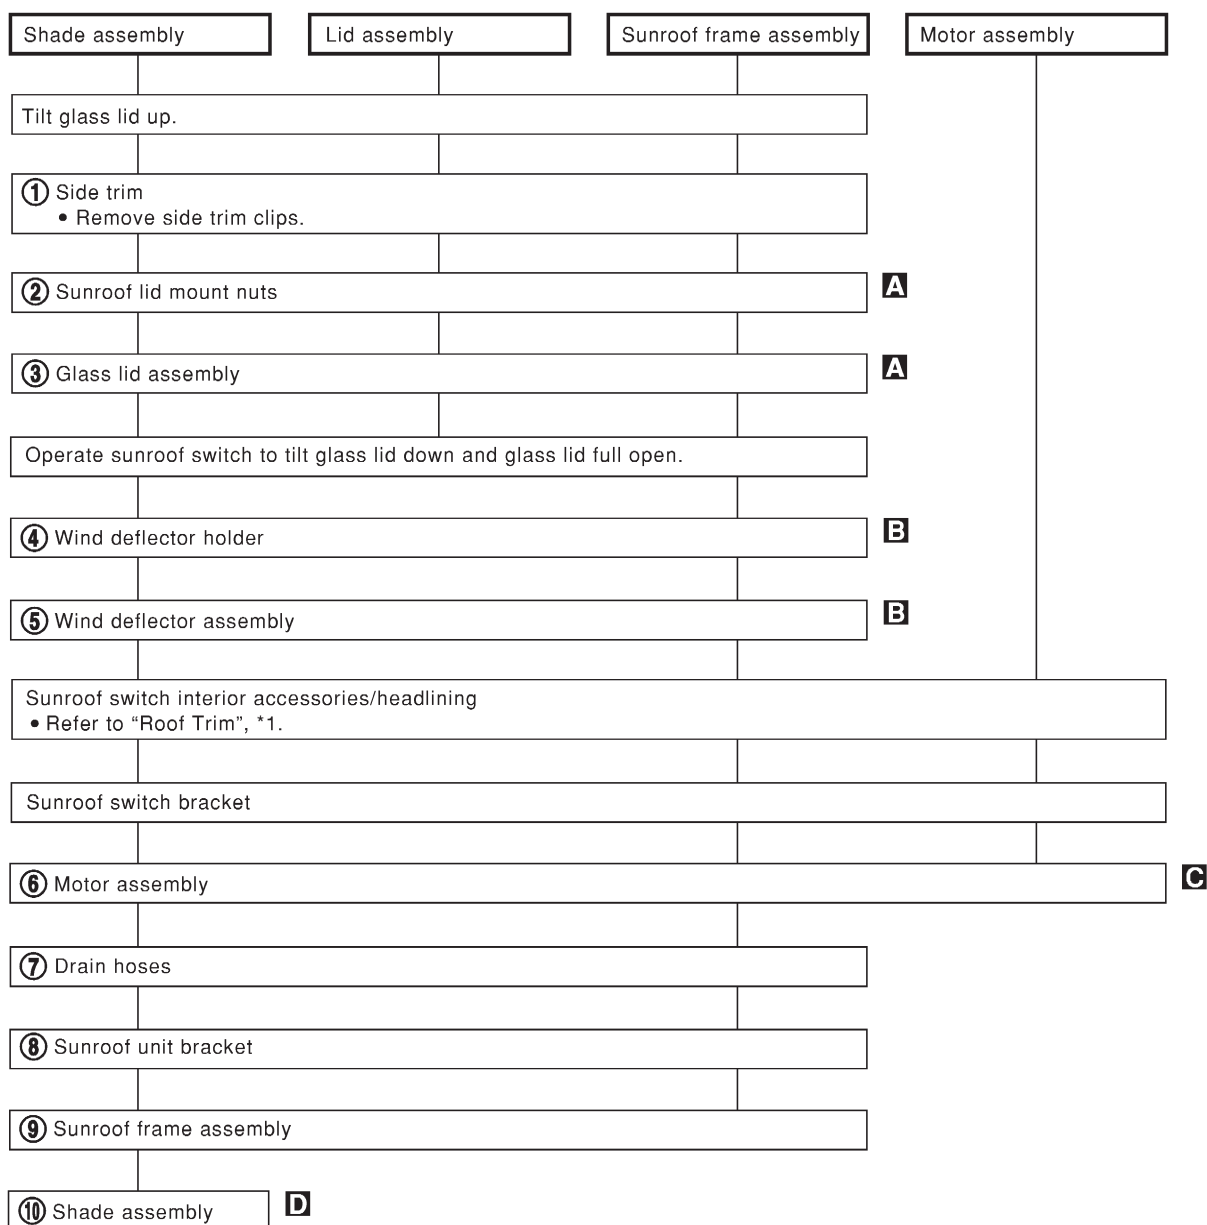 Shade assembly
Lid assembly
Sunroof frame assembly
Motor assembly
Tilt glass lid up.
① Side trim
• Remove side trim clips.
② Sunroof lid mount nuts
A
③ Glass lid assembly
A
Operate sunroof switch to tilt glass lid down and glass lid full open.
④ Wind deflector holder
B
⑤ Wind deflector assembly
B
Sunroof switch interior accessories/headlining
• Refer to “Roof Trim”, *1.
Sunroof switch bracket
⑥ Motor assembly
C
⑦ Drain hoses
⑧ Sunroof unit bracket
⑨ Sunroof frame assembly
⑩ Shade assembly
D